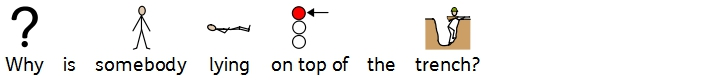 Why is somebody lying on top of the trench?